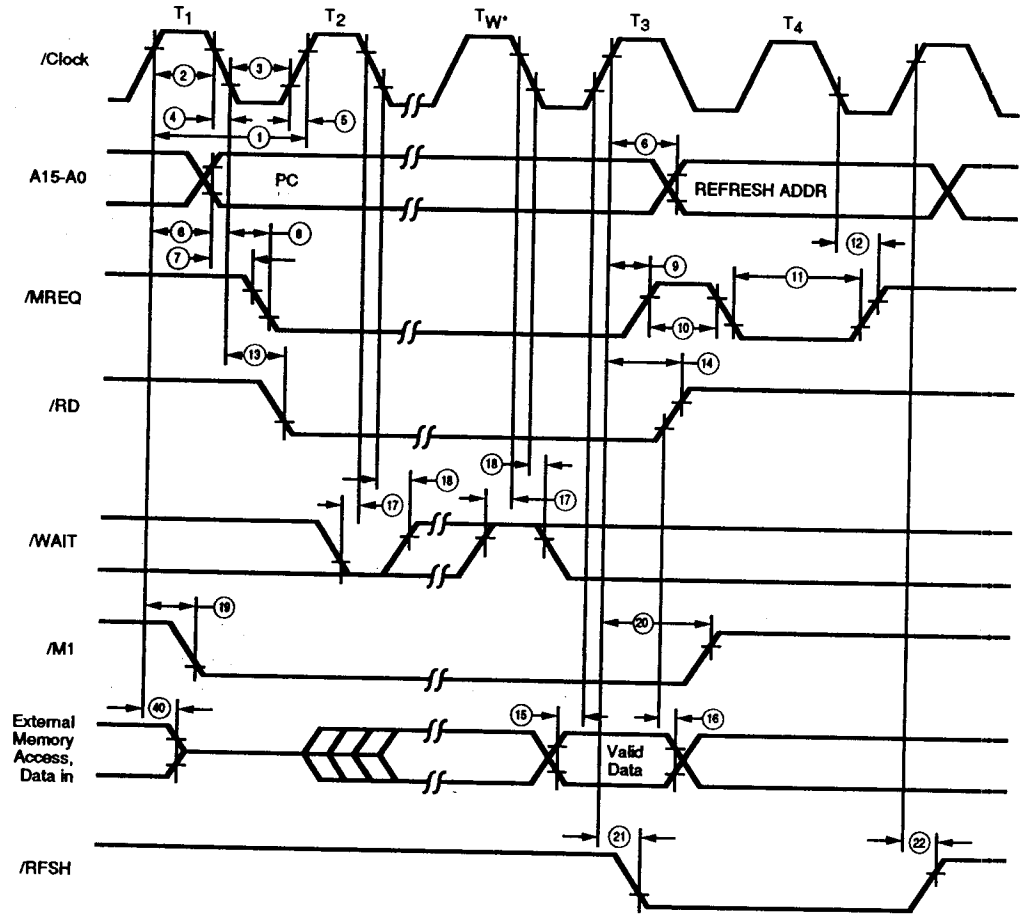 T1 T2 TW* T3 T4
/Clock
2 3
4 5
1
6
A15-A0
PC
REFRESH ADDR
6 8
12
7
9
11
/MREQ
10
13
14
/RD
18
18
17
17
/WAIT
19
20
/M1
40
15
16
External
Memory
Access,
Data in
Valid
Data
21
22
/RFSH